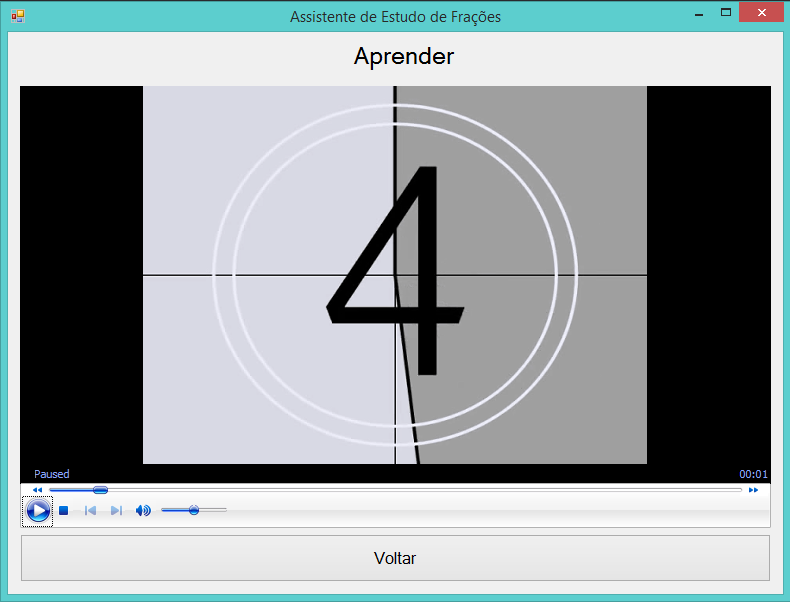 Assistente de Estudo de Frações
Aprender
4
Paused
00:01
Voltar